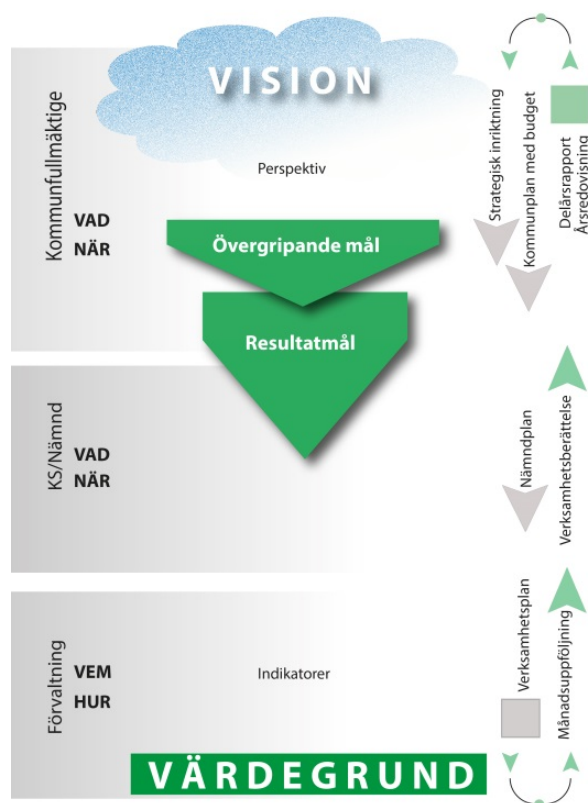 VISION
Perspektiv
Kommunfullmäktige
VAD
NÄR
Övergripande mål
Resultatmål
Strategisk inriktning
Kommunplan med budget
Delårsrapport
Årsredovisning
KS/Nämnd
VAD
NÄR
Nämndplan
Verksamhetsberättelse
Förvaltning
VEM
HUR
Indikatorer
Verksamhetsplan
Månadsuppföljning
VÄRDEGRUND